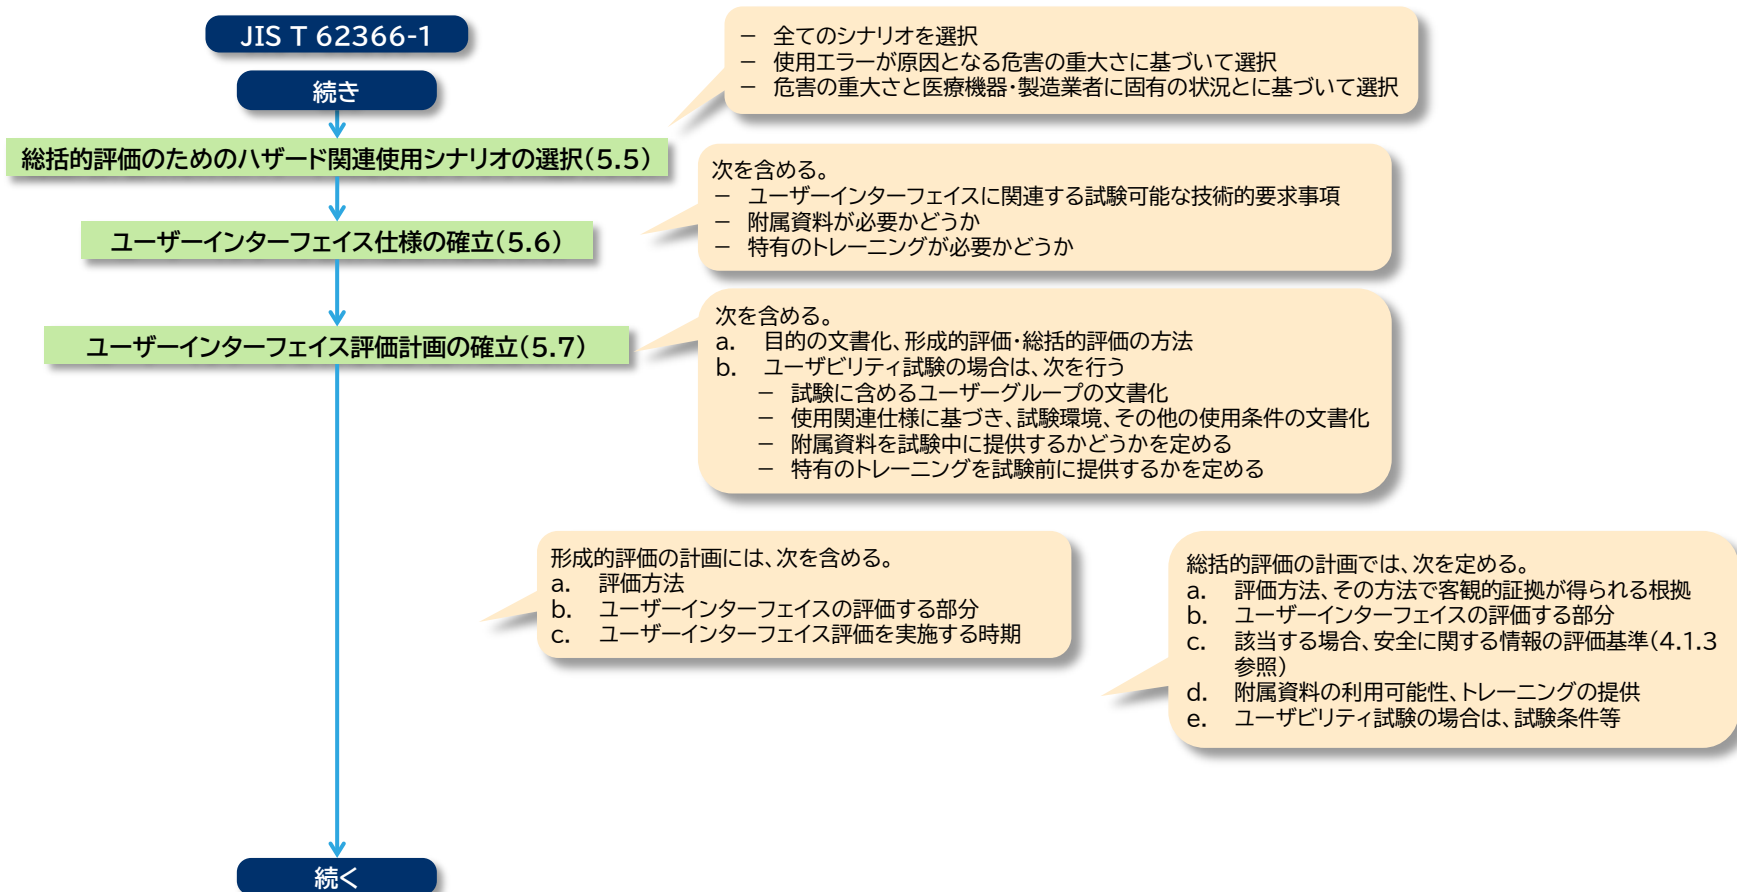 JIS T 62366-1
続き
－ 全てのシナリオを選択
－ 使用エラーが原因となる危害の重大さに基づいて選択
－ 危害の重大さと医療機器・製造業者に固有の状況とに基づいて選択
総括的評価のためのハザード関連使用シナリオの選択(5.5)
次を含める。
－ ユーザーインターフェイスに関連する試験可能な技術的要求事項
－ 附属資料が必要かどうか
－ 特有のトレーニングが必要かどうか
ユーザーインターフェイス仕様の確立(5.6)
次を含める。
a. 目的の文書化、形成的評価・総括的評価の方法
b. ユーザビリティ試験の場合は、次を行う
－ 試験に含めるユーザーグループの文書化
－ 使用関連仕様に基づき、試験環境、その他の使用条件の文書化
－ 附属資料を試験中に提供するかどうかを定める
－ 特有のトレーニングを試験前に提供するかを定める
ユーザーインターフェイス評価計画の確立(5.7)
形成的評価の計画には、次を含める。
a. 評価方法
b. ユーザーインターフェイスの評価する部分
c. ユーザーインターフェイス評価を実施する時期
総括的評価の計画では、次を定める。
a. 評価方法、その方法で客観的証拠が得られる根拠
b. ユーザーインターフェイスの評価する部分
c. 該当する場合、安全に関する情報の評価基準(4.1.3
参照)
d. 附属資料の利用可能性、トレーニングの提供
e. ユーザビリティ試験の場合は、試験条件等
続く